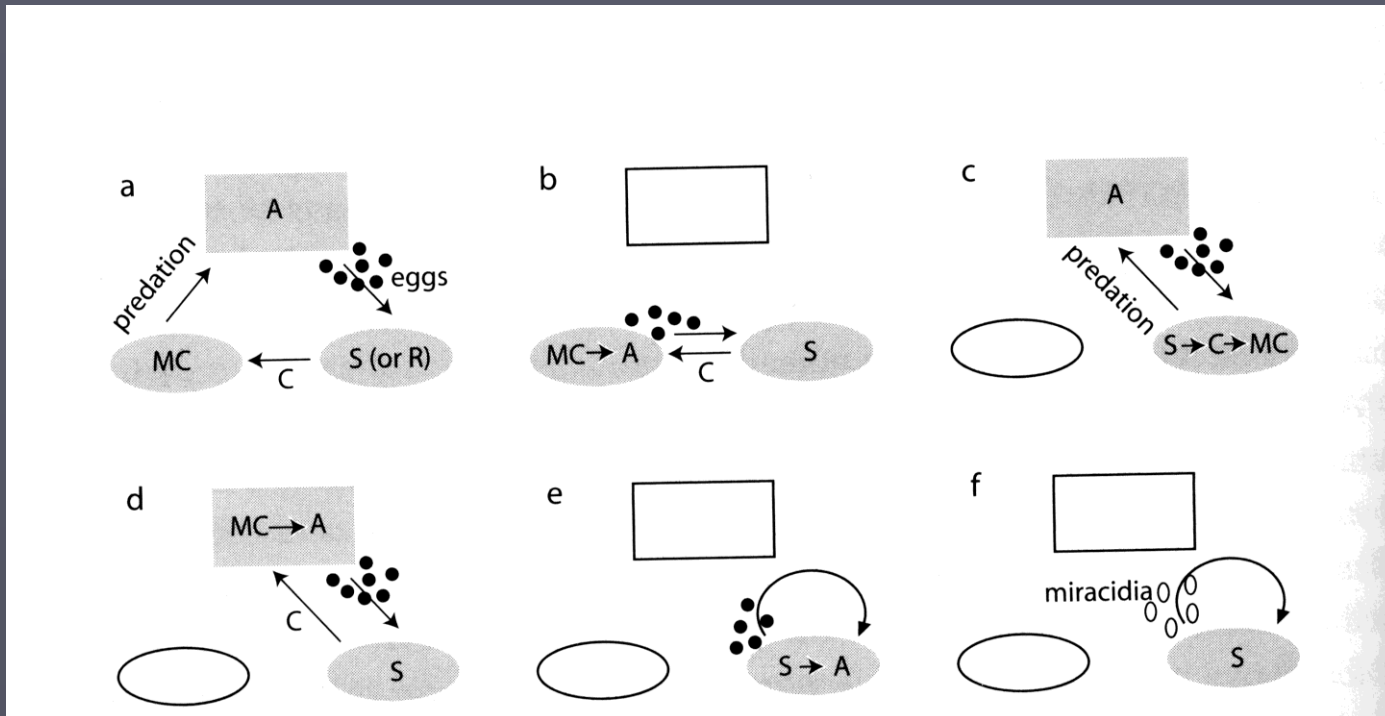 a
A
predation
eggs
MC
C
S (or R)
b
MC→ A
C
S
c
A
predation
S→C→MC
d
MC→ A
C
S
e
S → A
f
miracidia
S